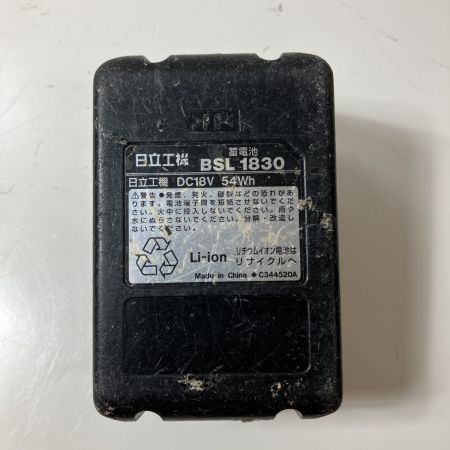 蓄電池
日立工機 BSL 1830
日立工機 DC18V 54Wh
⚠警告●発煙、発火、破裂などの恐れがあ
ります。電池端子間を短絡させないでくだ
さい。火中に投入しないでください。雨や
水にぬらさないでください。分解・改造し
ないでください。
Li-ion
リチウムイオン電池は
リサイクルへ
Made in China ◆C344520A